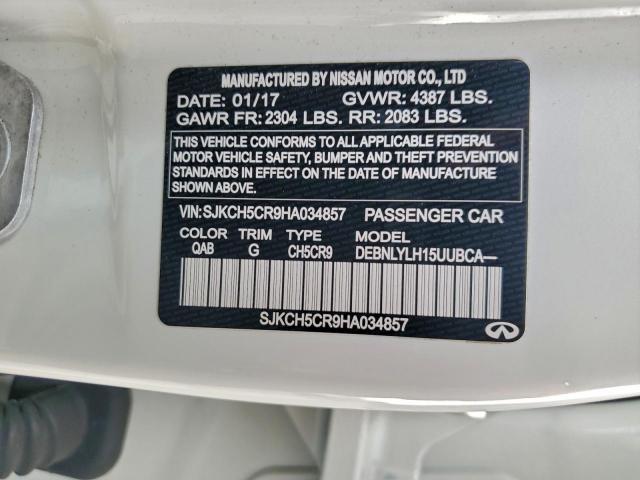 MANUFACTURED BY NISSAN MOTOR CO., LTD
DATE: 01/17 GVWR: 4387 LBS.
GAWR FR: 2304 LBS. RR: 2083 LBS.
THIS VEHICLE CONFORMS TO ALL APPLICABLE FEDERAL
MOTOR VEHICLE SAFETY, BUMPER AND THEFT PREVENTION
STANDARDS IN EFFECT ON THE DATE OF MANUFACTURE
SHOWN ABOVE.
VIN:SJKCH5CR9HA034857 PASSENGER CAR
COLOR TRIM TYPE MODEL
QAB G CH5CR9 DEBNLYLH15UUBCA—
SJKCH5CR9HA034857